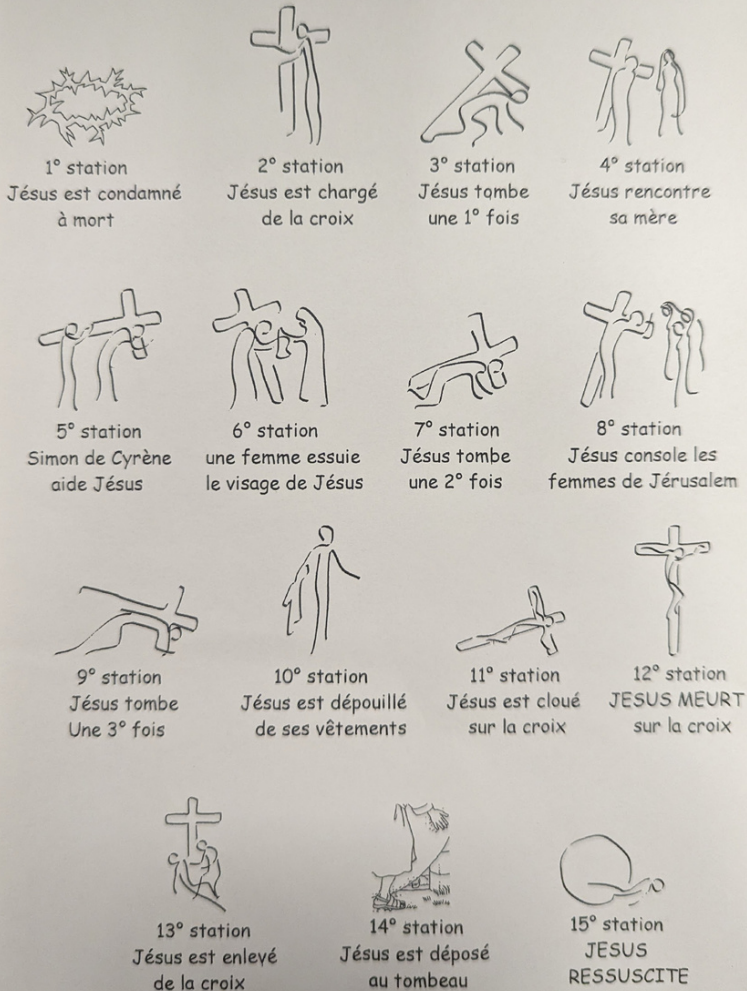 1° station
Jésus est condamné
à mort
2° station
Jésus est chargé
de la croix
3° station
Jésus tombe
une 1° fois
4° station
Jésus rencontre
sa mère
5° station
Simon de Cyrène
aide Jésus
6° station
une femme essuie
le visage de Jésus
7° station
Jésus tombe
une 2° fois
8° station
Jésus console les
femmes de Jérusalem
9° station
Jésus tombe
Une 3° fois
10° station
Jésus est dépouillé
de ses vêtements
11° station
Jésus est cloué
sur la croix
12° station
JESUS MEURT
sur la croix
13° station
Jésus est enlevé
de la croix
14° station
Jésus est déposé
au tombeau
15° station
JESUS
RESSUSCITE